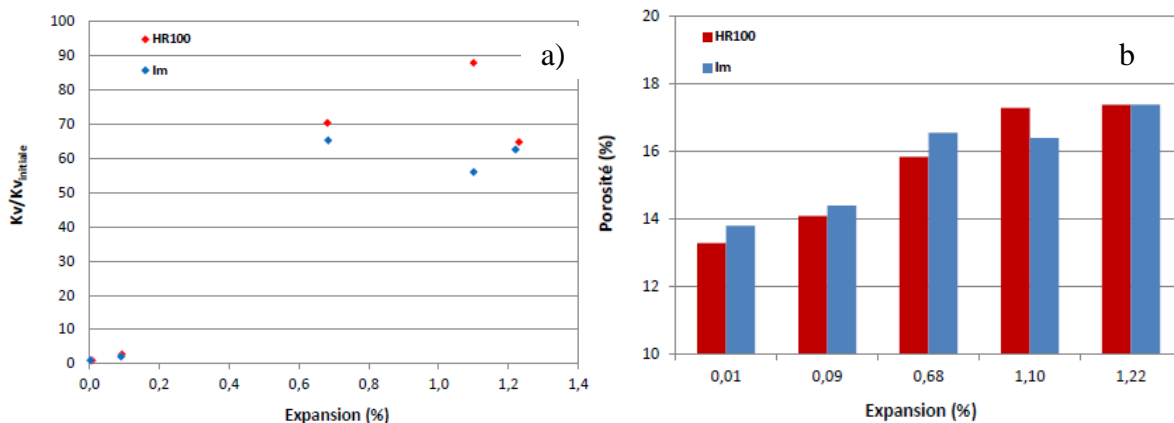 a)
HR100
Im
Kv/Kv initiale
100
90
80
70
60
50
40
30
20
10
0
0,0 0,2 0,4 0,6 0,8 1,0 1,2 1,4
Expansion (%)
b
HR100
Im
Porosité (%)
20
18
16
14
12
10
0,01 0,09 0,68 1,10 1,22
Expansion (%)